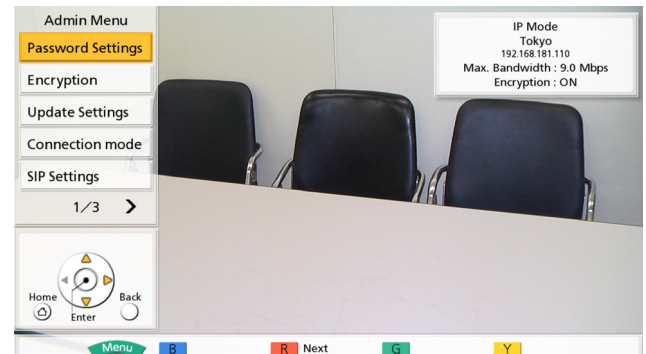 Admin Menu
Password Settings
Encryption
Update Settings
Connection mode
SIP Settings
1/3
IP Mode
Tokyo
192.168.181.110
Max. Bandwidth : 9.0 Mbps
Encryption : ON
Home
Back
Enter
Menu
B
R Next
G
Y